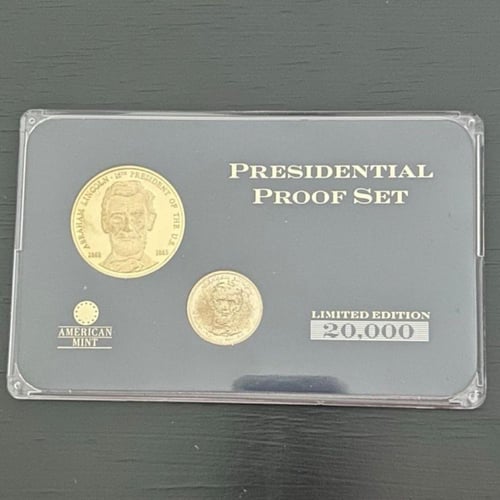 PRESIDENTIAL
PROOF SET
ABRAHAM LINCOLN · 16TH PRESIDENT OF THE U.S.
AMERICAN
MINT
LIMITED EDITION
20,000